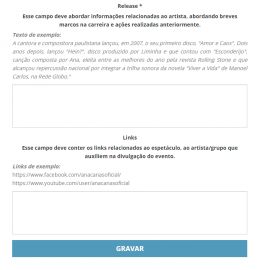 Release *
Esse campo deve abordar informações relacionadas ao artista, abordando breves
marcos na carreira e ações realizadas anteriormente.
Texto de exemplo:
A cantora e compositora paulistana lançou, em 2007, o seu primeiro disco, "Amor e Caos". Dois
anos depois, lançou "Hein?", disco produzido por Liminha e que contou com "Esconderijo",
canção composta por Ana, eleita entre as melhores do ano pela revista Rolling Stone e que
alcançou repercussão nacional por integrar a trilha sonora da novela "Viver a Vida" de Manoel
Carlos, na Rede Globo."
Links
Esse campo deve conter os links relacionados ao espetáculo, ao artista/grupo que
auxiliem na divulgação do evento.
Links de exemplo:
https://www.facebook.com/anacanasoficial/
https://www.youtube.com/user/anacanasoficial
GRAVAR